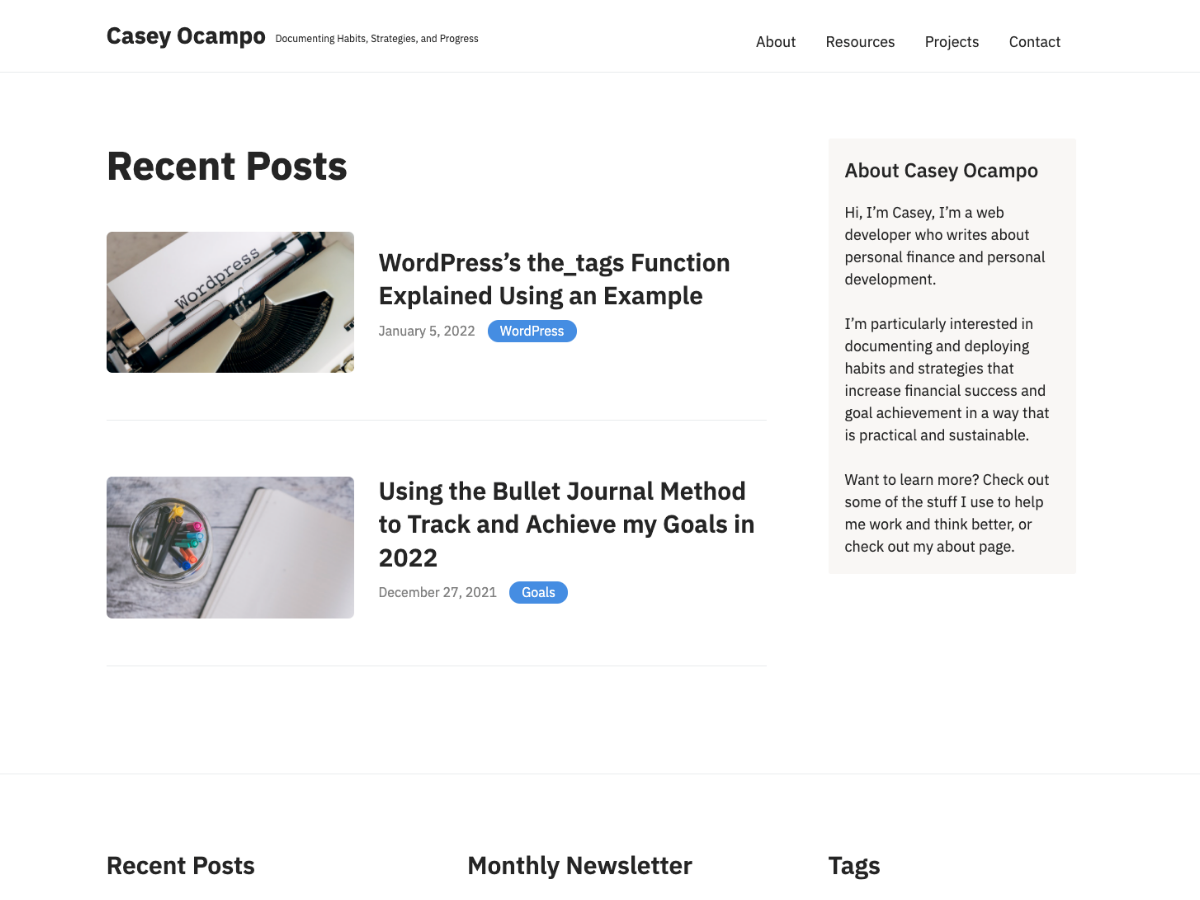 Casey Ocampo
Documenting Habits, Strategies, and Progress
About
Resources
Projects
Contact
Recent Posts
Wordpress
WordPress’s the_tags Function
Explained Using an Example
January 5, 2022
WordPress
Using the Bullet Journal Method
to Track and Achieve my Goals in
2022
December 27, 2021
Goals
About Casey Ocampo
Hi, I’m Casey, I’m a web
developer who writes about
personal finance and personal
development.
I’m particularly interested in
documenting and deploying
habits and strategies that
increase financial success and
goal achievement in a way that
is practical and sustainable.
Want to learn more? Check out
some of the stuff I use to help
me work and think better, or
check out my about page.
Recent Posts
Monthly Newsletter
Tags